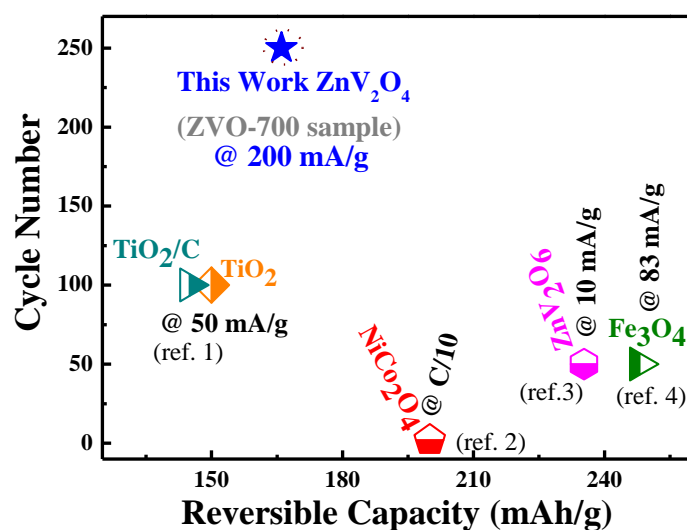 Cycle Number
250
200
150
100
50
0
This Work ZnV₂O₄
(ZVO-700 sample)
@ 200 mA/g
TiO₂/C
TiO₂
@ 50 mA/g
(ref. 1)
NiCo₂O₄
@ C/10
(ref. 2)
ZnV₂O₆
@ 10 mA/g
(ref.3)
Fe₃O₄
@ 83 mA/g
(ref. 4)
150 180 210 240
Reversible Capacity (mAh/g)